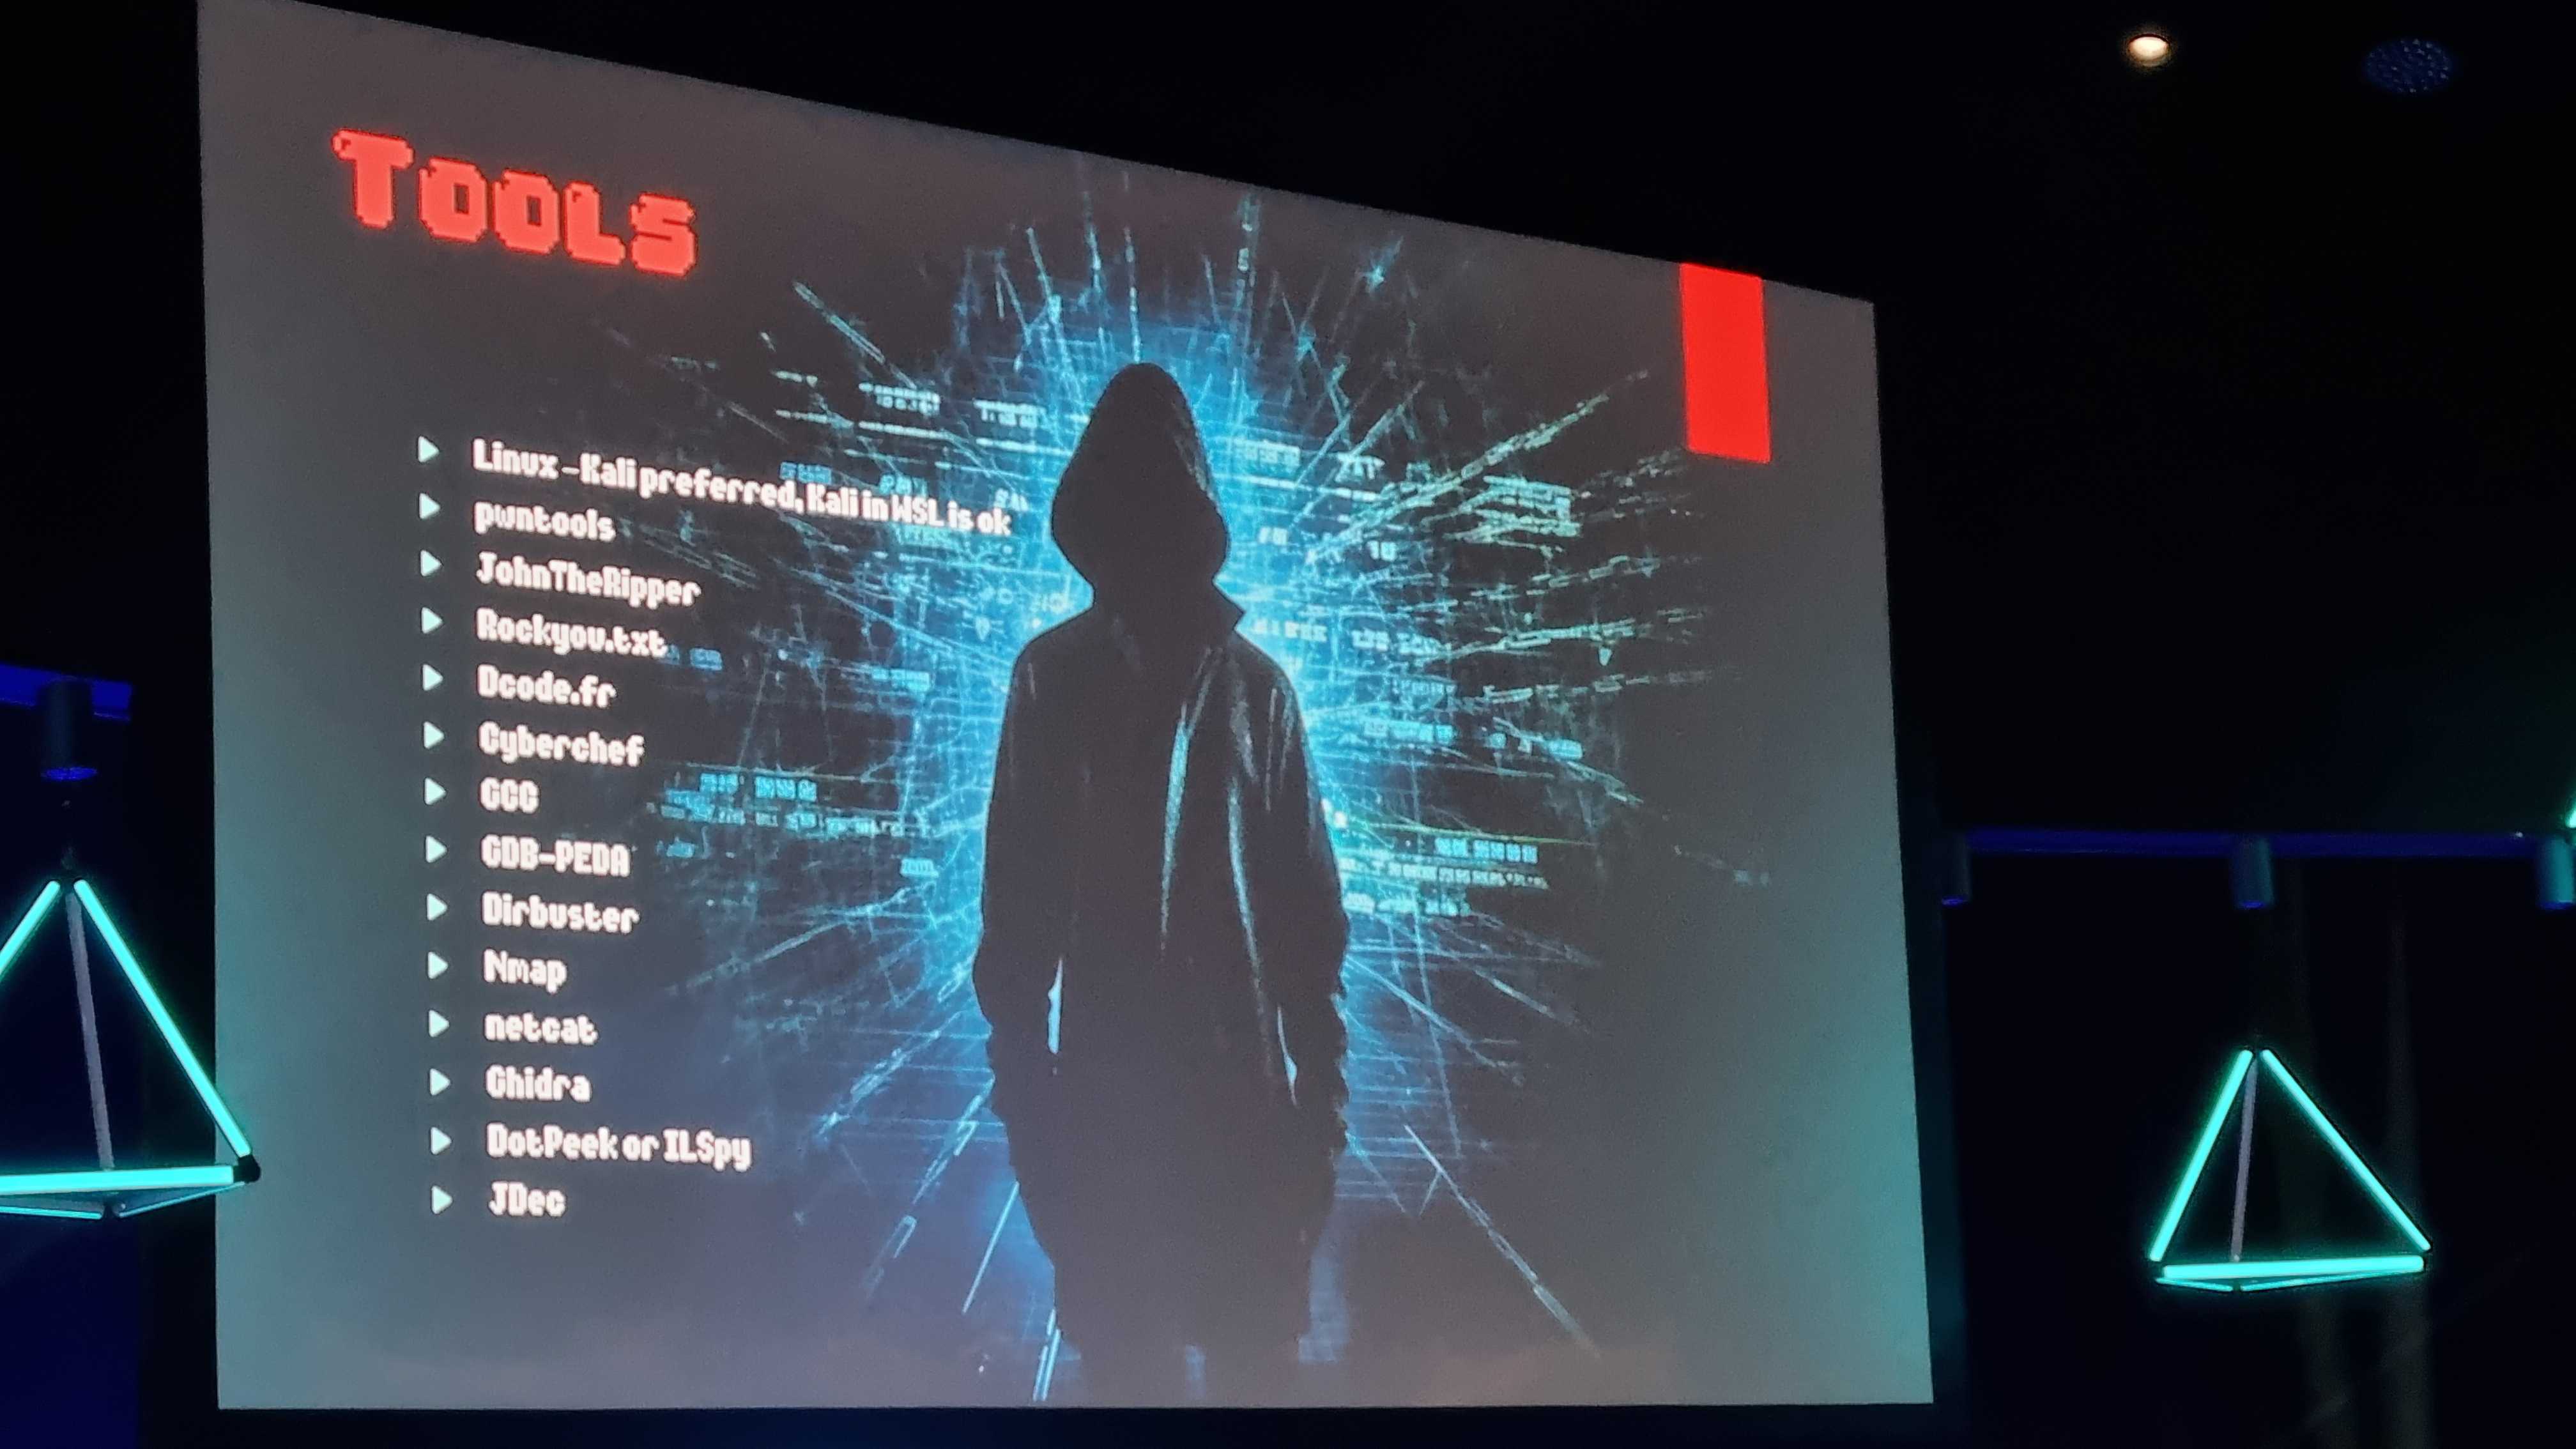 Tools
Linux – Kali preferred, Kali in WSL is ok
pwntools
JohnTheRipper
Rockyou.txt
Dcode.fr
Cyberchef
GCC
GDB-PEDA
Dirbuster
Nmap
netcat
Ghidra
DotPeek or ILSpy
JDec